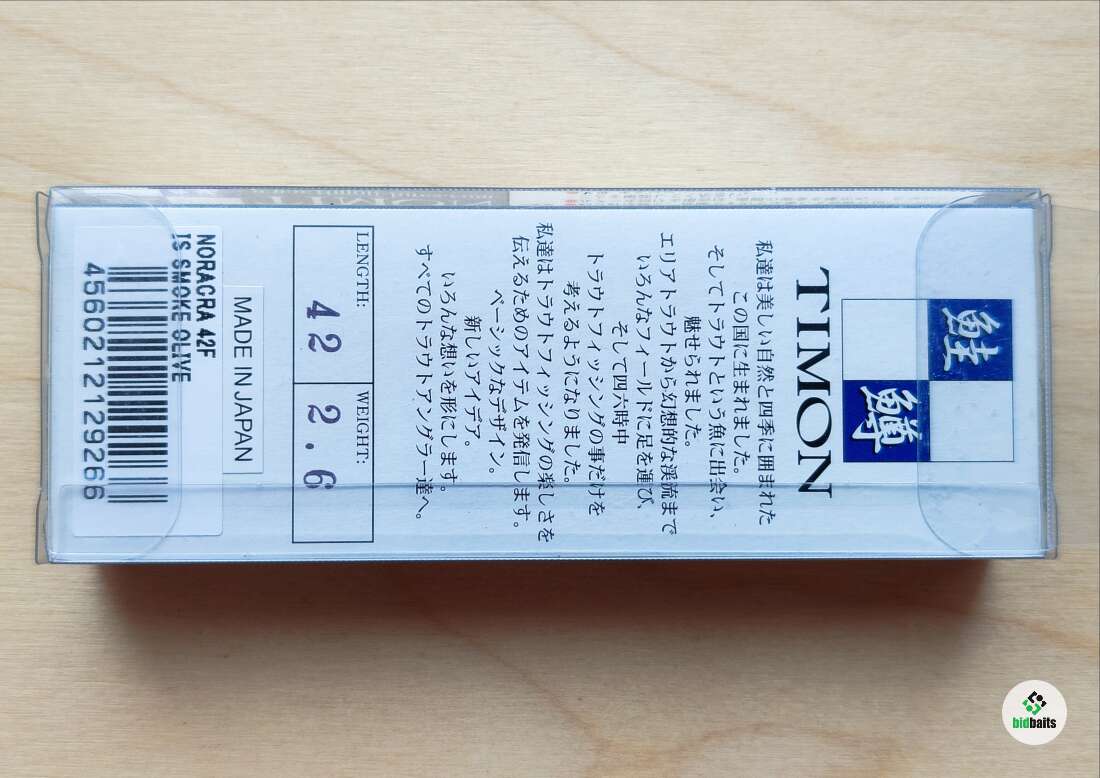 鮭
鱒
TIMON
私達は美しい自然と四季に囲まれた
この国に生まれました。
そしてトラウトという魚に出会い、
魅せられました。
エリアトラウトから幻想的な渓流まで
いろんなフィールドに足を運び、
そして四六時中
トラウトフィッシングの事だけを
考えるようになりました。
私達はトラウトフィッシングの楽しさを
伝えるためのアイテムを発信します。
ベーシックなデザイン。
新しいアイデア。
いろんな想いを形にします。
すべてのトラウトアングラー達へ。
LENGTH: WEIGHT:
42 2.6
MADE IN JAPAN
NORACRA 42F
IS SMOKE OLIVE
4560212129266
bidbaits